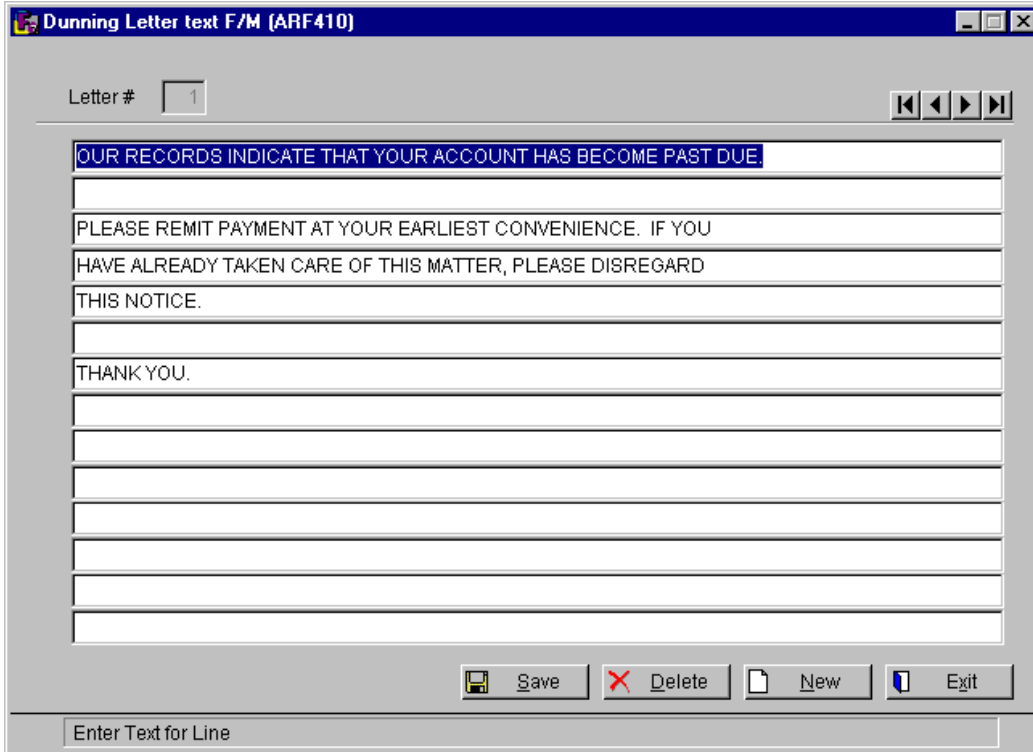 Dunning Letter text F/M (ARF410)
Letter # 1
OUR RECORDS INDICATE THAT YOUR ACCOUNT HAS BECOME PAST DUE.
PLEASE REMIT PAYMENT AT YOUR EARLIEST CONVENIENCE.  IF YOU
HAVE ALREADY TAKEN CARE OF THIS MATTER, PLEASE DISREGARD
THIS NOTICE.
THANK YOU.
Save Delete New Exit
Enter Text for Line